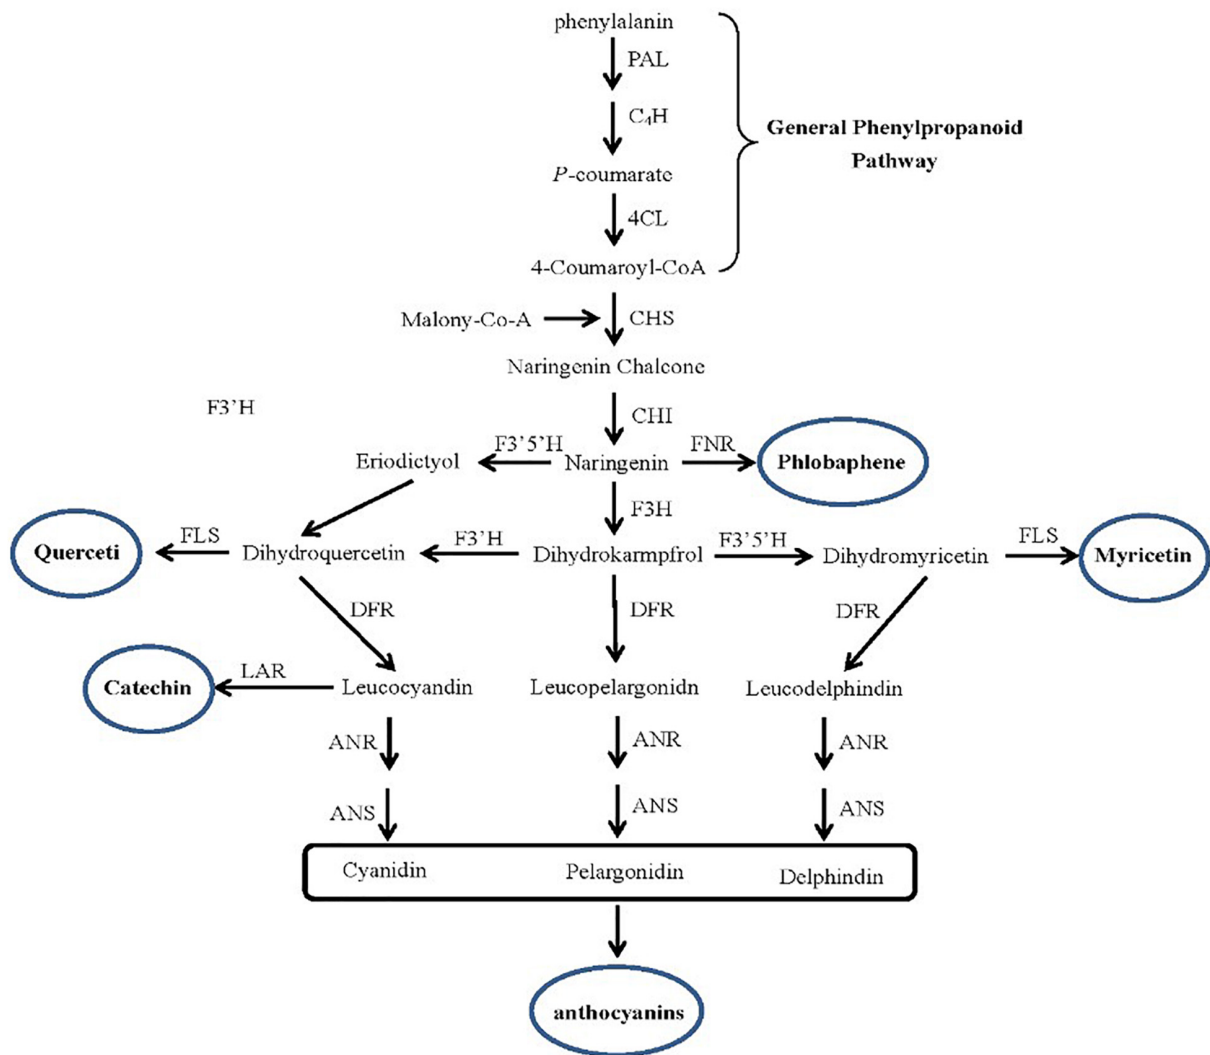 phenylalanin
PAL
C₄H
General Phenylpropanoid
Pathway
P-coumarate
4CL
4-Coumaroyl-CoA
Malony-Co-A
CHS
Naringenin Chalcone
F3’H
CHI
Eriodictyol
F3’5’H
Naringenin
FNR
Phlobaphene
F3H
Querceti
FLS
Dihydroquercetin
F3’H
Dihydrokarmpfrol
F3’5’H
Dihydromyricetin
FLS
Myricetin
DFR
DFR
DFR
Catechin
LAR
Leucocyandin
Leucopelargonidn
Leucodelphindin
ANR
ANR
ANR
ANS
ANS
ANS
Cyanidin
Pelargonidin
Delphindin
anthocyanins